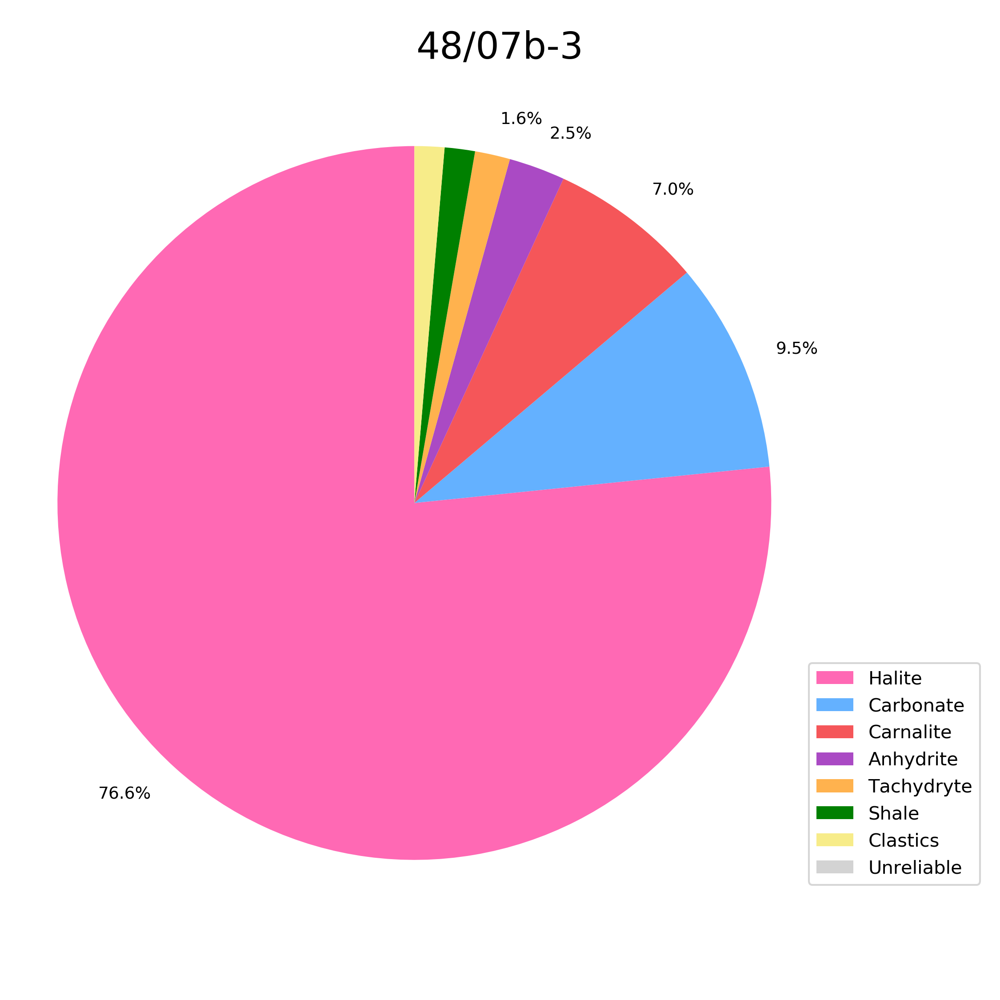 48/07b-3
1.6%
2.5%
7.0%
9.5%
76.6%
Halite
Carbonate
Carnalite
Anhydrite
Tachydryte
Shale
Clastics
Unreliable